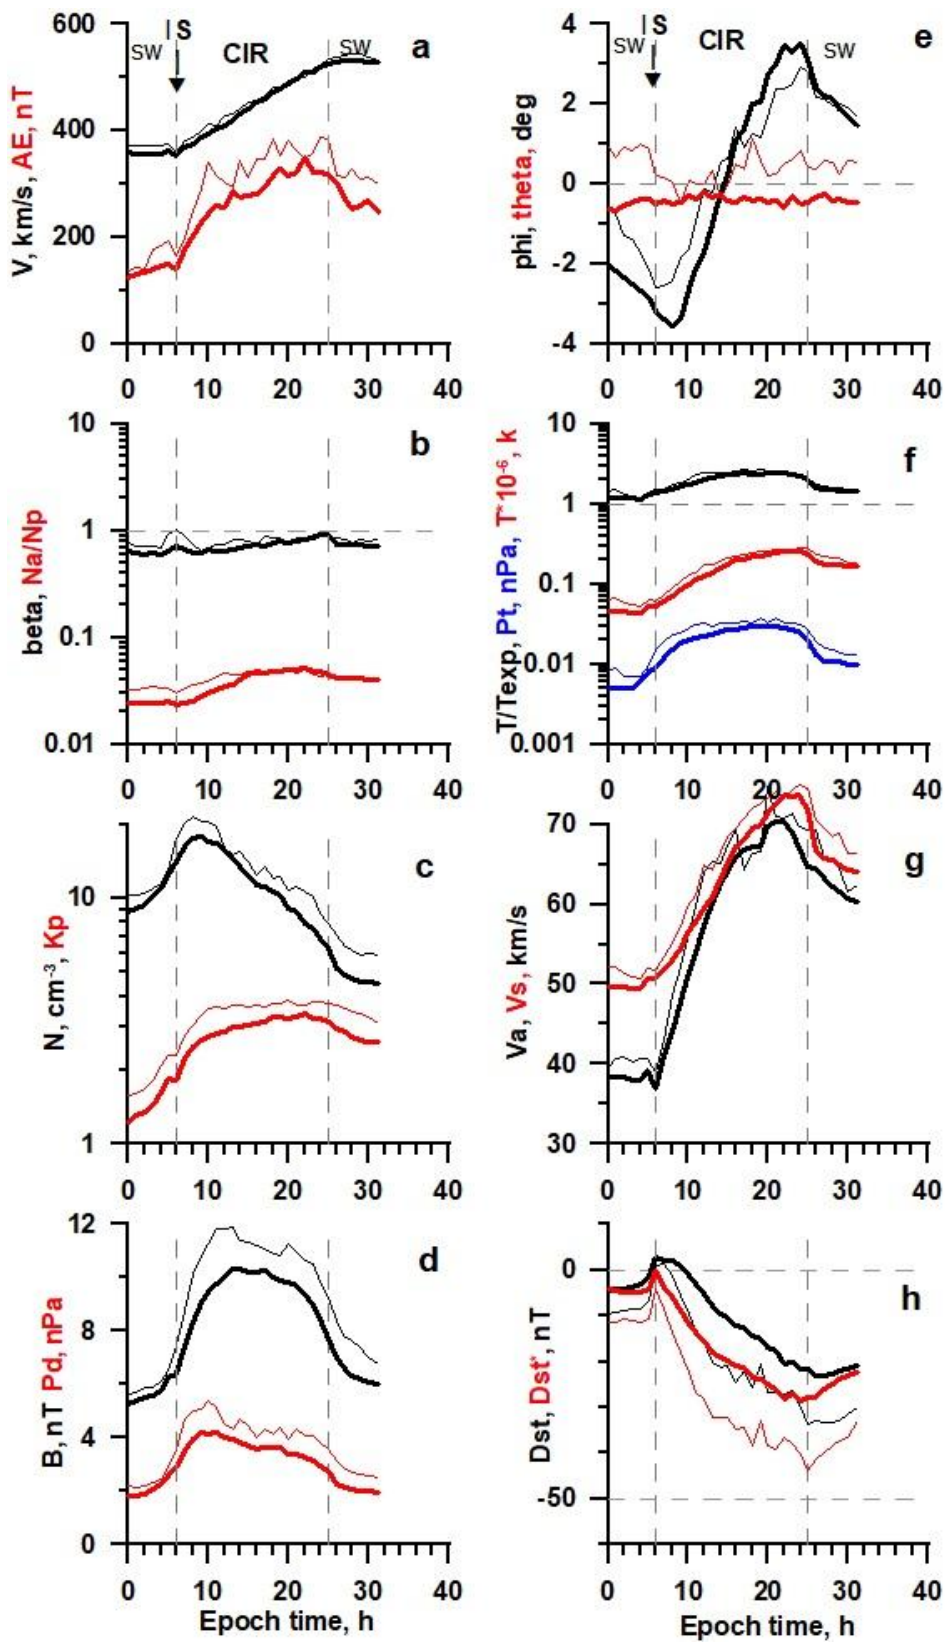 600
400
200
0
V, km/s, AE, nT
SW
IS
CIR
SW
a
0 10 20 30 40
4
2
0
-2
-4
phi, theta, deg
SW
IS
CIR
SW
e
0 10 20 30 40
10
1
0.1
0.01
beta, Na/Np
b
0 10 20 30 40
10
1
0.1
0.01
0.001
T/Texp, Pt, nPa, T*10⁻⁶, k
f
0 10 20 30 40
10
1
N, cm⁻³, Kp
c
0 10 20 30 40
70
60
50
40
30
Va, Vs, km/s
g
0 10 20 30 40
12
8
4
0
B, nT Pd, nPa
d
0 10 20 30 40
Epoch time, h
0
-50
Dst, Dst*, nT
h
0 10 20 30 40
Epoch time, h